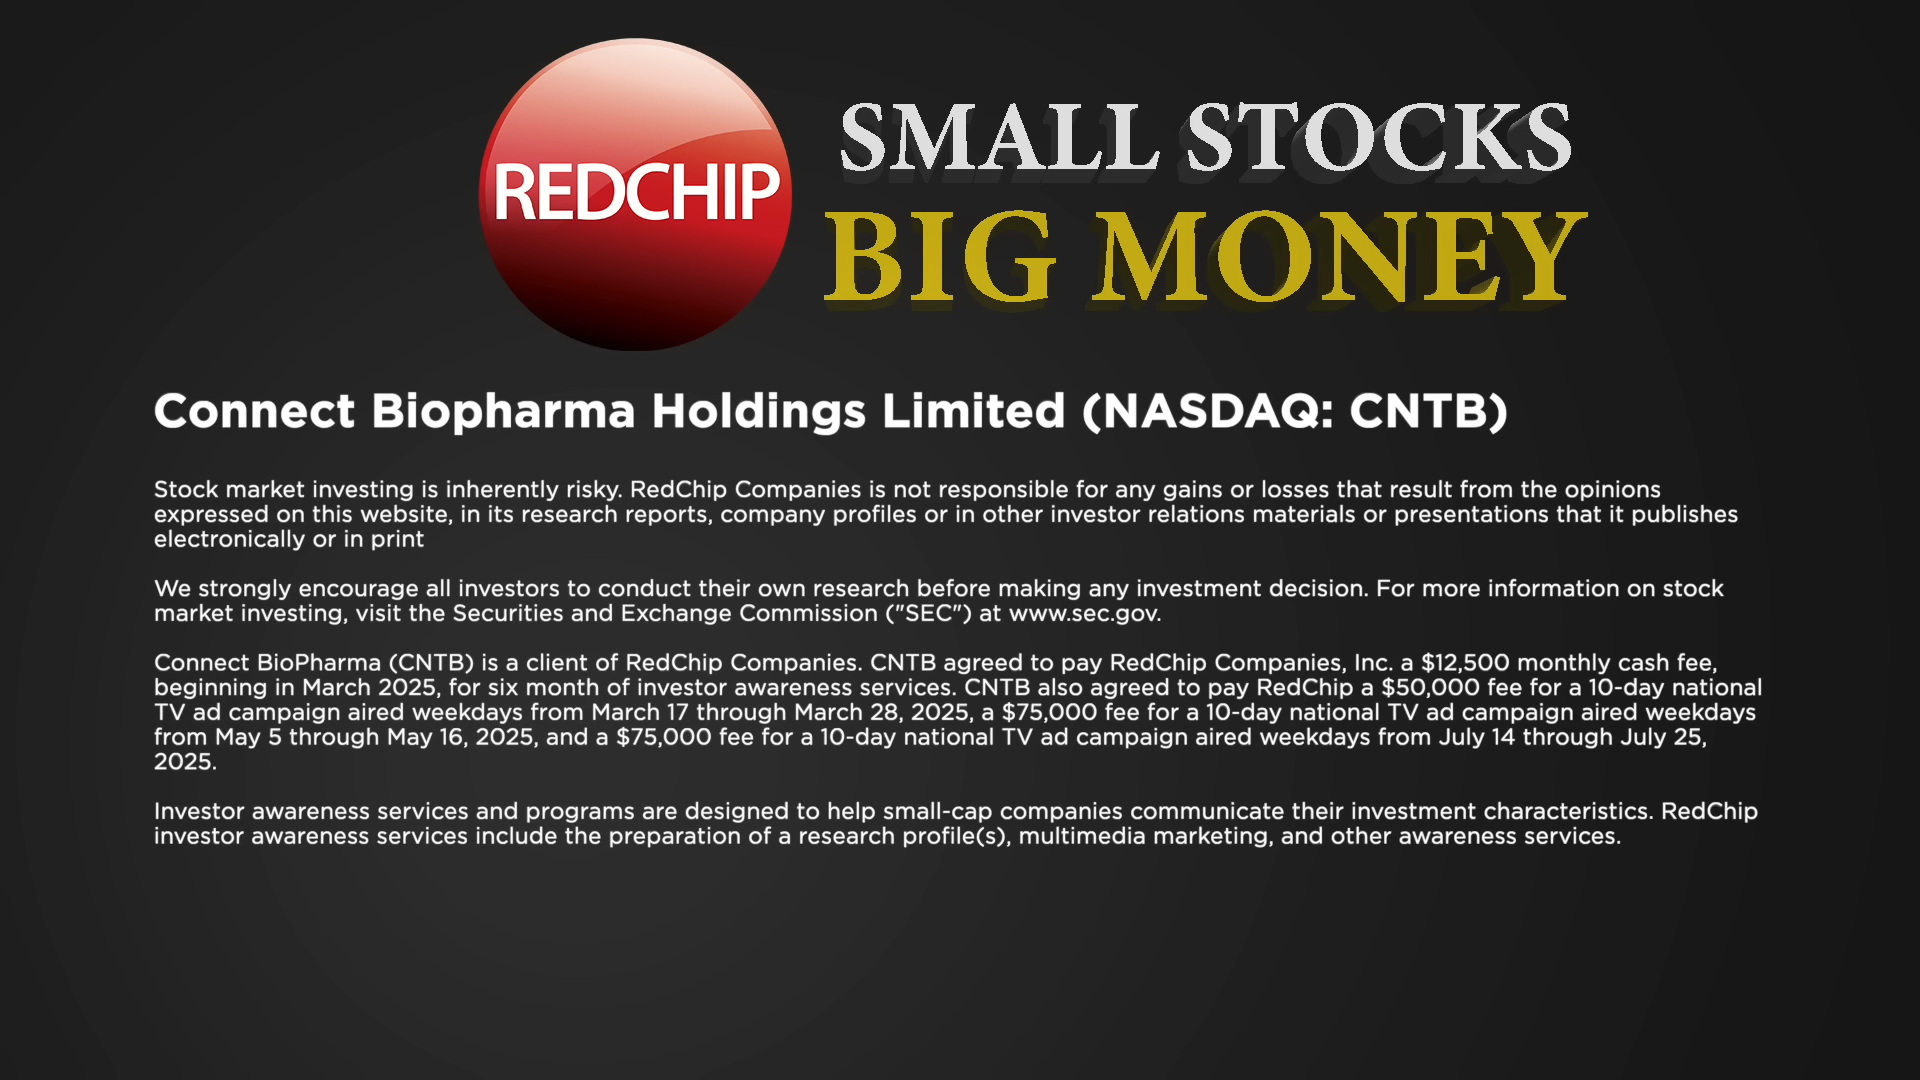 REDCHIP
SMALL STOCKS
BIG MONEY
Connect Biopharma Holdings Limited (NASDAQ: CNTB)
Stock market investing is inherently risky. RedChip Companies is not responsible for any gains or losses that result from the opinions
expressed on this website, in its research reports, company profiles or in other investor relations materials or presentations that it publishes
electronically or in print
We strongly encourage all investors to conduct their own research before making any investment decision. For more information on stock
market investing, visit the Securities and Exchange Commission ("SEC") at www.sec.gov.
Connect BioPharma (CNTB) is a client of RedChip Companies. CNTB agreed to pay RedChip Companies, Inc. a $12,500 monthly cash fee,
beginning in March 2025, for six month of investor awareness services. CNTB also agreed to pay RedChip a $50,000 fee for a 10-day national
TV ad campaign aired weekdays from March 17 through March 28, 2025, a $75,000 fee for a 10-day national TV ad campaign aired weekdays
from May 5 through May 16, 2025, and a $75,000 fee for a 10-day national TV ad campaign aired weekdays from July 14 through July 25,
2025.
Investor awareness services and programs are designed to help small-cap companies communicate their investment characteristics. RedChip
investor awareness services include the preparation of a research profile(s), multimedia marketing, and other awareness services.